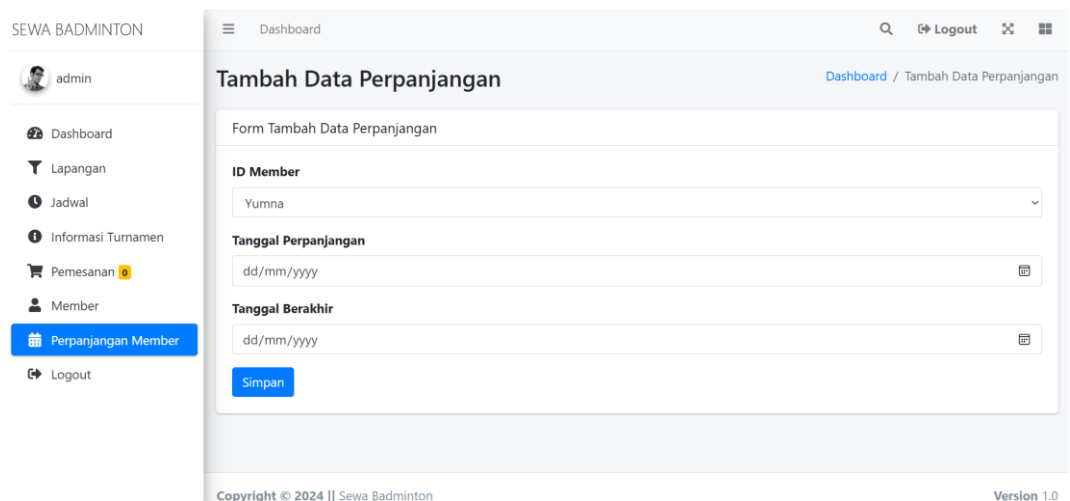 SEWA BADMINTON
Dashboard
Logout
admin
Tambah Data Perpanjangan
Dashboard / Tambah Data Perpanjangan
Dashboard
Lapangan
Jadwal
Informasi Turnamen
Pemesanan 0
Member
Perpanjangan Member
Logout
Form Tambah Data Perpanjangan
ID Member
Yumna
Tanggal Perpanjangan
dd/mm/yyyy
Tanggal Berakhir
dd/mm/yyyy
Simpan
Copyright © 2024 || Sewa Badminton
Version 1.0